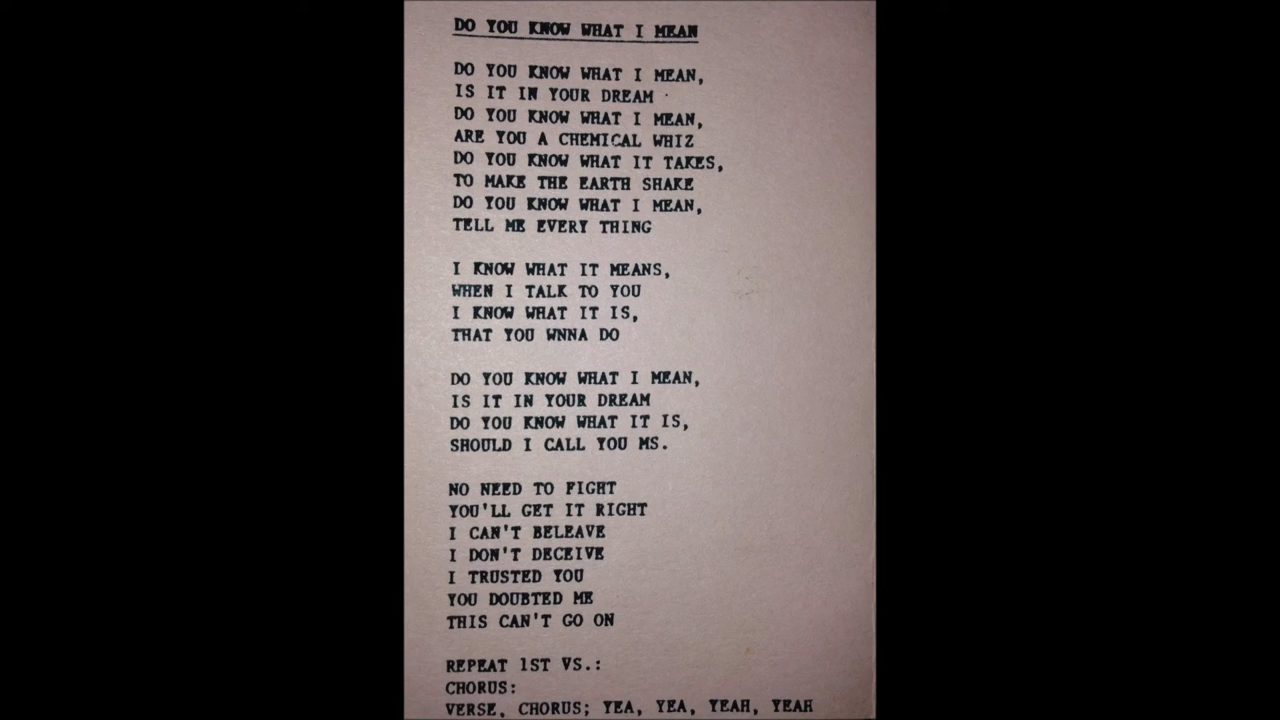 DO YOU KNOW WHAT I MEAN
DO YOU KNOW WHAT I MEAN,
IS IT IN YOUR DREAM
DO YOU KNOW WHAT I MEAN,
ARE YOU A CHEMICAL WHIZ
DO YOU KNOW WHAT IT TAKES,
TO MAKE THE EARTH SHAKE
DO YOU KNOW WHAT I MEAN,
TELL ME EVERY THING
I KNOW WHAT IT MEANS,
WHEN I TALK TO YOU
I KNOW WHAT IT IS,
THAT YOU WNNA DO
DO YOU KNOW WHAT I MEAN,
IS IT IN YOUR DREAM
DO YOU KNOW WHAT IT IS,
SHOULD I CALL YOU MS.
NO NEED TO FIGHT
YOU'LL GET IT RIGHT
I CAN'T BELEAVE
I DON'T DECEIVE
I TRUSTED YOU
YOU DOUBTED ME
THIS CAN'T GO ON
REPEAT 1ST VS.:
CHORUS:
VERSE, CHORUS; YEA, YEA, YEAH, YEAH